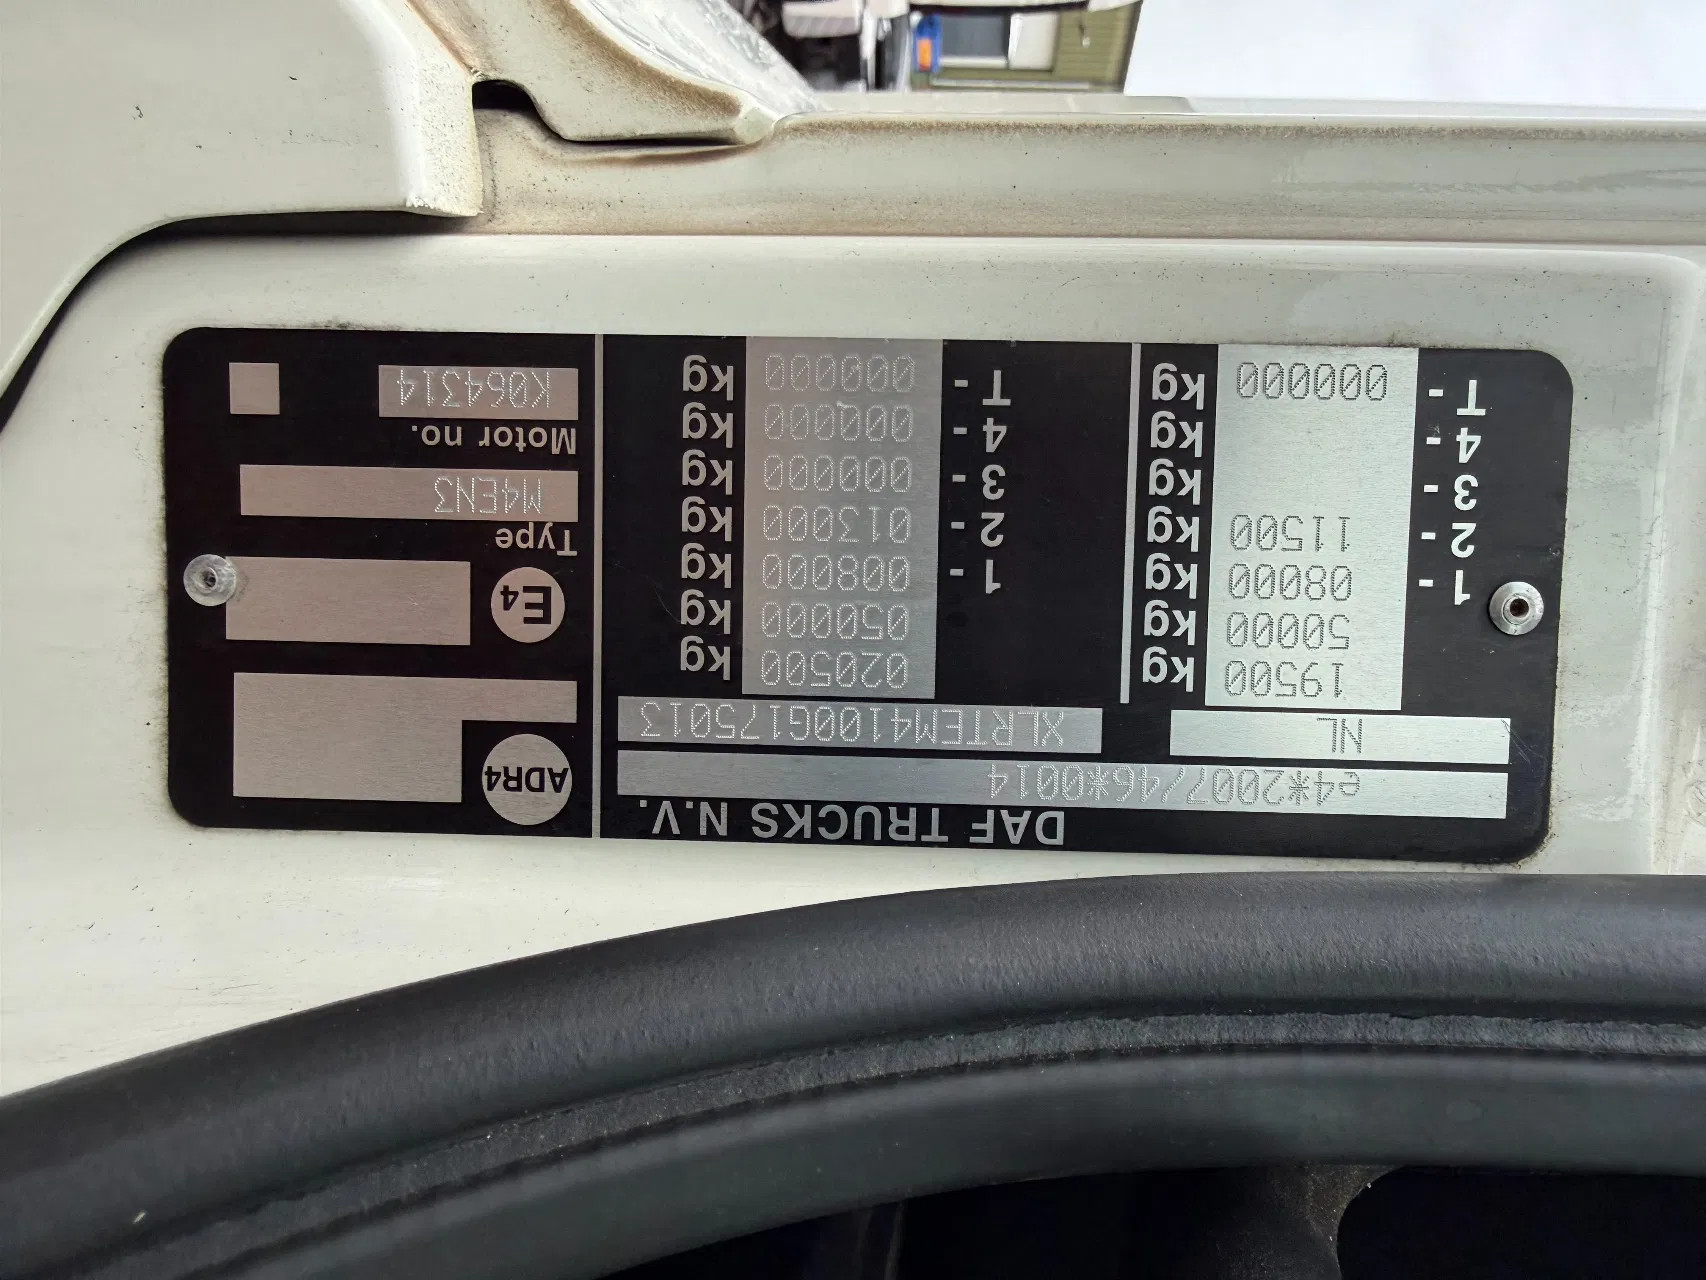 DAF TRUCKS N.V.
e4*2007/46*0014
NL
XLRTEM4100G175013
19500 kg
50000 kg
1 - 08000 kg
2 - 11500 kg
3 - kg
4 - kg
T - 000000 kg
020500 kg
050000 kg
1 - 008000 kg
2 - 013000 kg
3 - 000000 kg
4 - 000000 kg
T - 000000 kg
ADR4
E4
Type
M4EN3
Motor no.
K064314